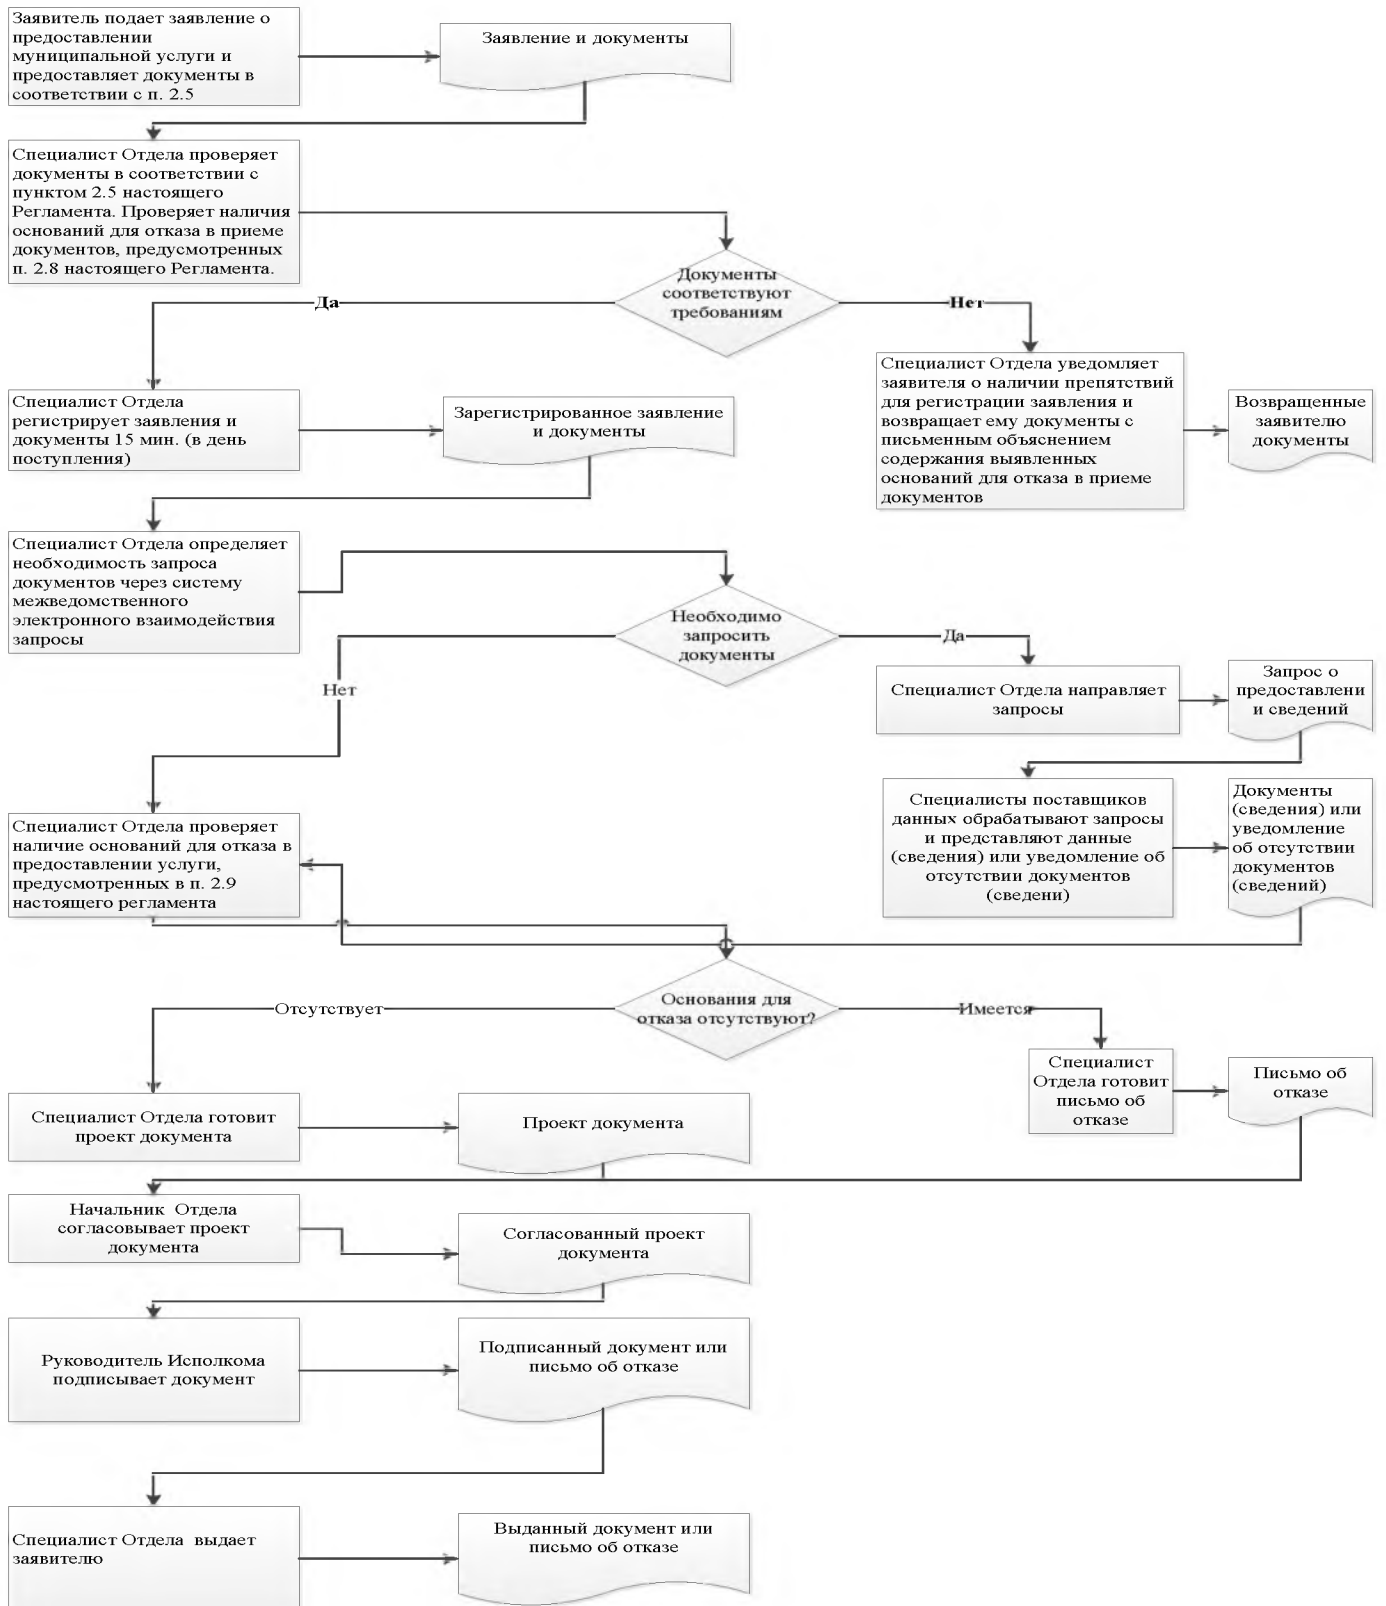 Заявитель подает заявление о
предоставлении
муниципальной услуги и
предоставляет документы в
соответствии с п. 2.5
Заявление и документы
Специалист Отдела проверяет
документы в соответствии с
пунктом 2.5 настоящего
Регламента. Проверяет наличия
оснований для отказа в приеме
документов, предусмотренных
п. 2.8 настоящего Регламента.
Документы
соответствуют
требованиям
Да
Нет
Специалист Отдела
регистрирует заявления и
документы 15 мин. (в день
поступления)
Зарегистрированное заявление
и документы
Специалист Отдела уведомляет
заявителя о наличии препятствий
для регистрации заявления и
возвращает ему документы с
письменным объяснением
содержания выявленных
оснований для отказа в приеме
документов
Возвращенные
заявителю
документы
Специалист Отдела определяет
необходимость запроса
документов через систему
межведомственного
электронного взаимодействия
запросы
Необходимо
запросить
документы
Да
Нет
Специалист Отдела направляет
запросы
Запрос о
предоставлени
и сведений
Специалисты поставщиков
данных обрабатывают запросы
и представляют данные
(сведения) или уведомление об
отсутствии документов
(сведени)
Документы
(сведения) или
уведомление
об отсутствии
документов
(сведений)
Специалист Отдела проверяет
наличие оснований для отказа в
предоставлении услуги,
предусмотренных в п. 2.9
настоящего регламента
Основания для
отказа отсутствуют?
Отсутствует
Имеется
Специалист
Отдела готовит
письмо об
отказе
Письмо об
отказе
Специалист Отдела готовит
проект документа
Проект документа
Начальник  Отдела
согласовывает проект
документа
Согласованный проект
документа
Руководитель Исполкома
подписывает документ
Подписанный документ или
письмо об отказе
Специалист Отдела  выдает
заявителю
Выданный документ или
письмо об отказе